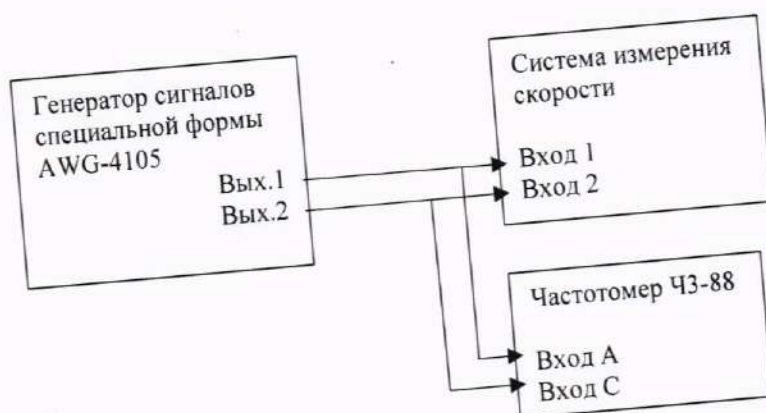 Генератор сигналов
специальной формы
AWG-4105
Вых.1
Вых.2
Система измерения
скорости
Вход 1
Вход 2
Частотомер ЧЗ-88
Вход А
Вход С